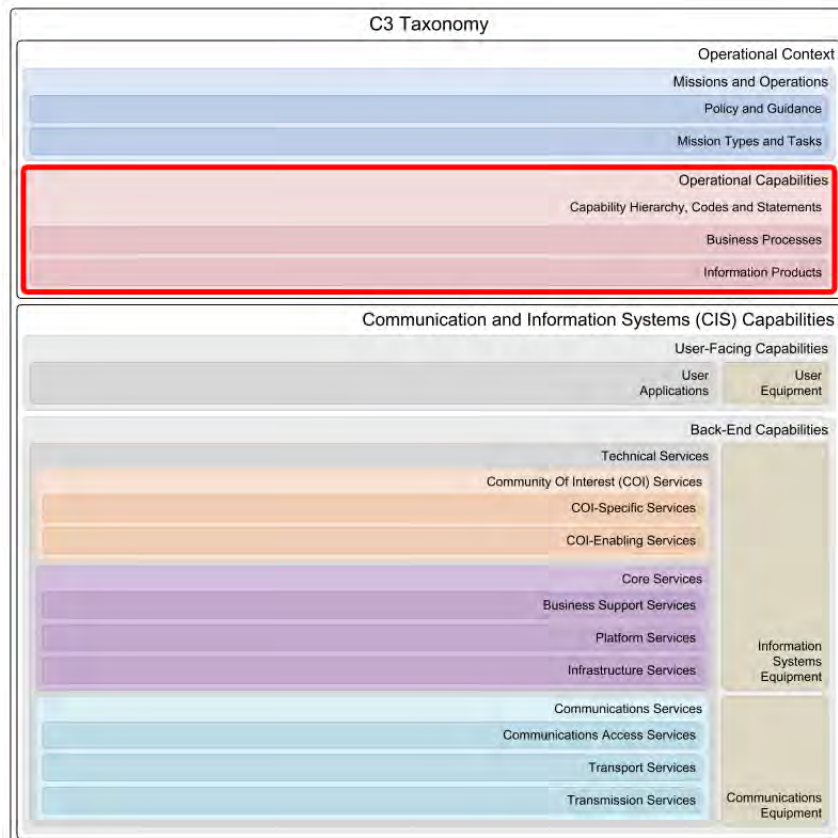 C3 Taxonomy
Operational Context
Missions and Operations
Policy and Guidance
Mission Types and Tasks
Operational Capabilities
Capability Hierarchy, Codes and Statements
Business Processes
Information Products
Communication and Information Systems (CIS) Capabilities
User-Facing Capabilities
User
Applications
User
Equipment
Back-End Capabilities
Technical Services
Community Of Interest (COI) Services
COI-Specific Services
COI-Enabling Services
Core Services
Business Support Services
Platform Services
Infrastructure Services
Information
Systems
Equipment
Communications Services
Communications Access Services
Transport Services
Transmission Services
Communications
Equipment